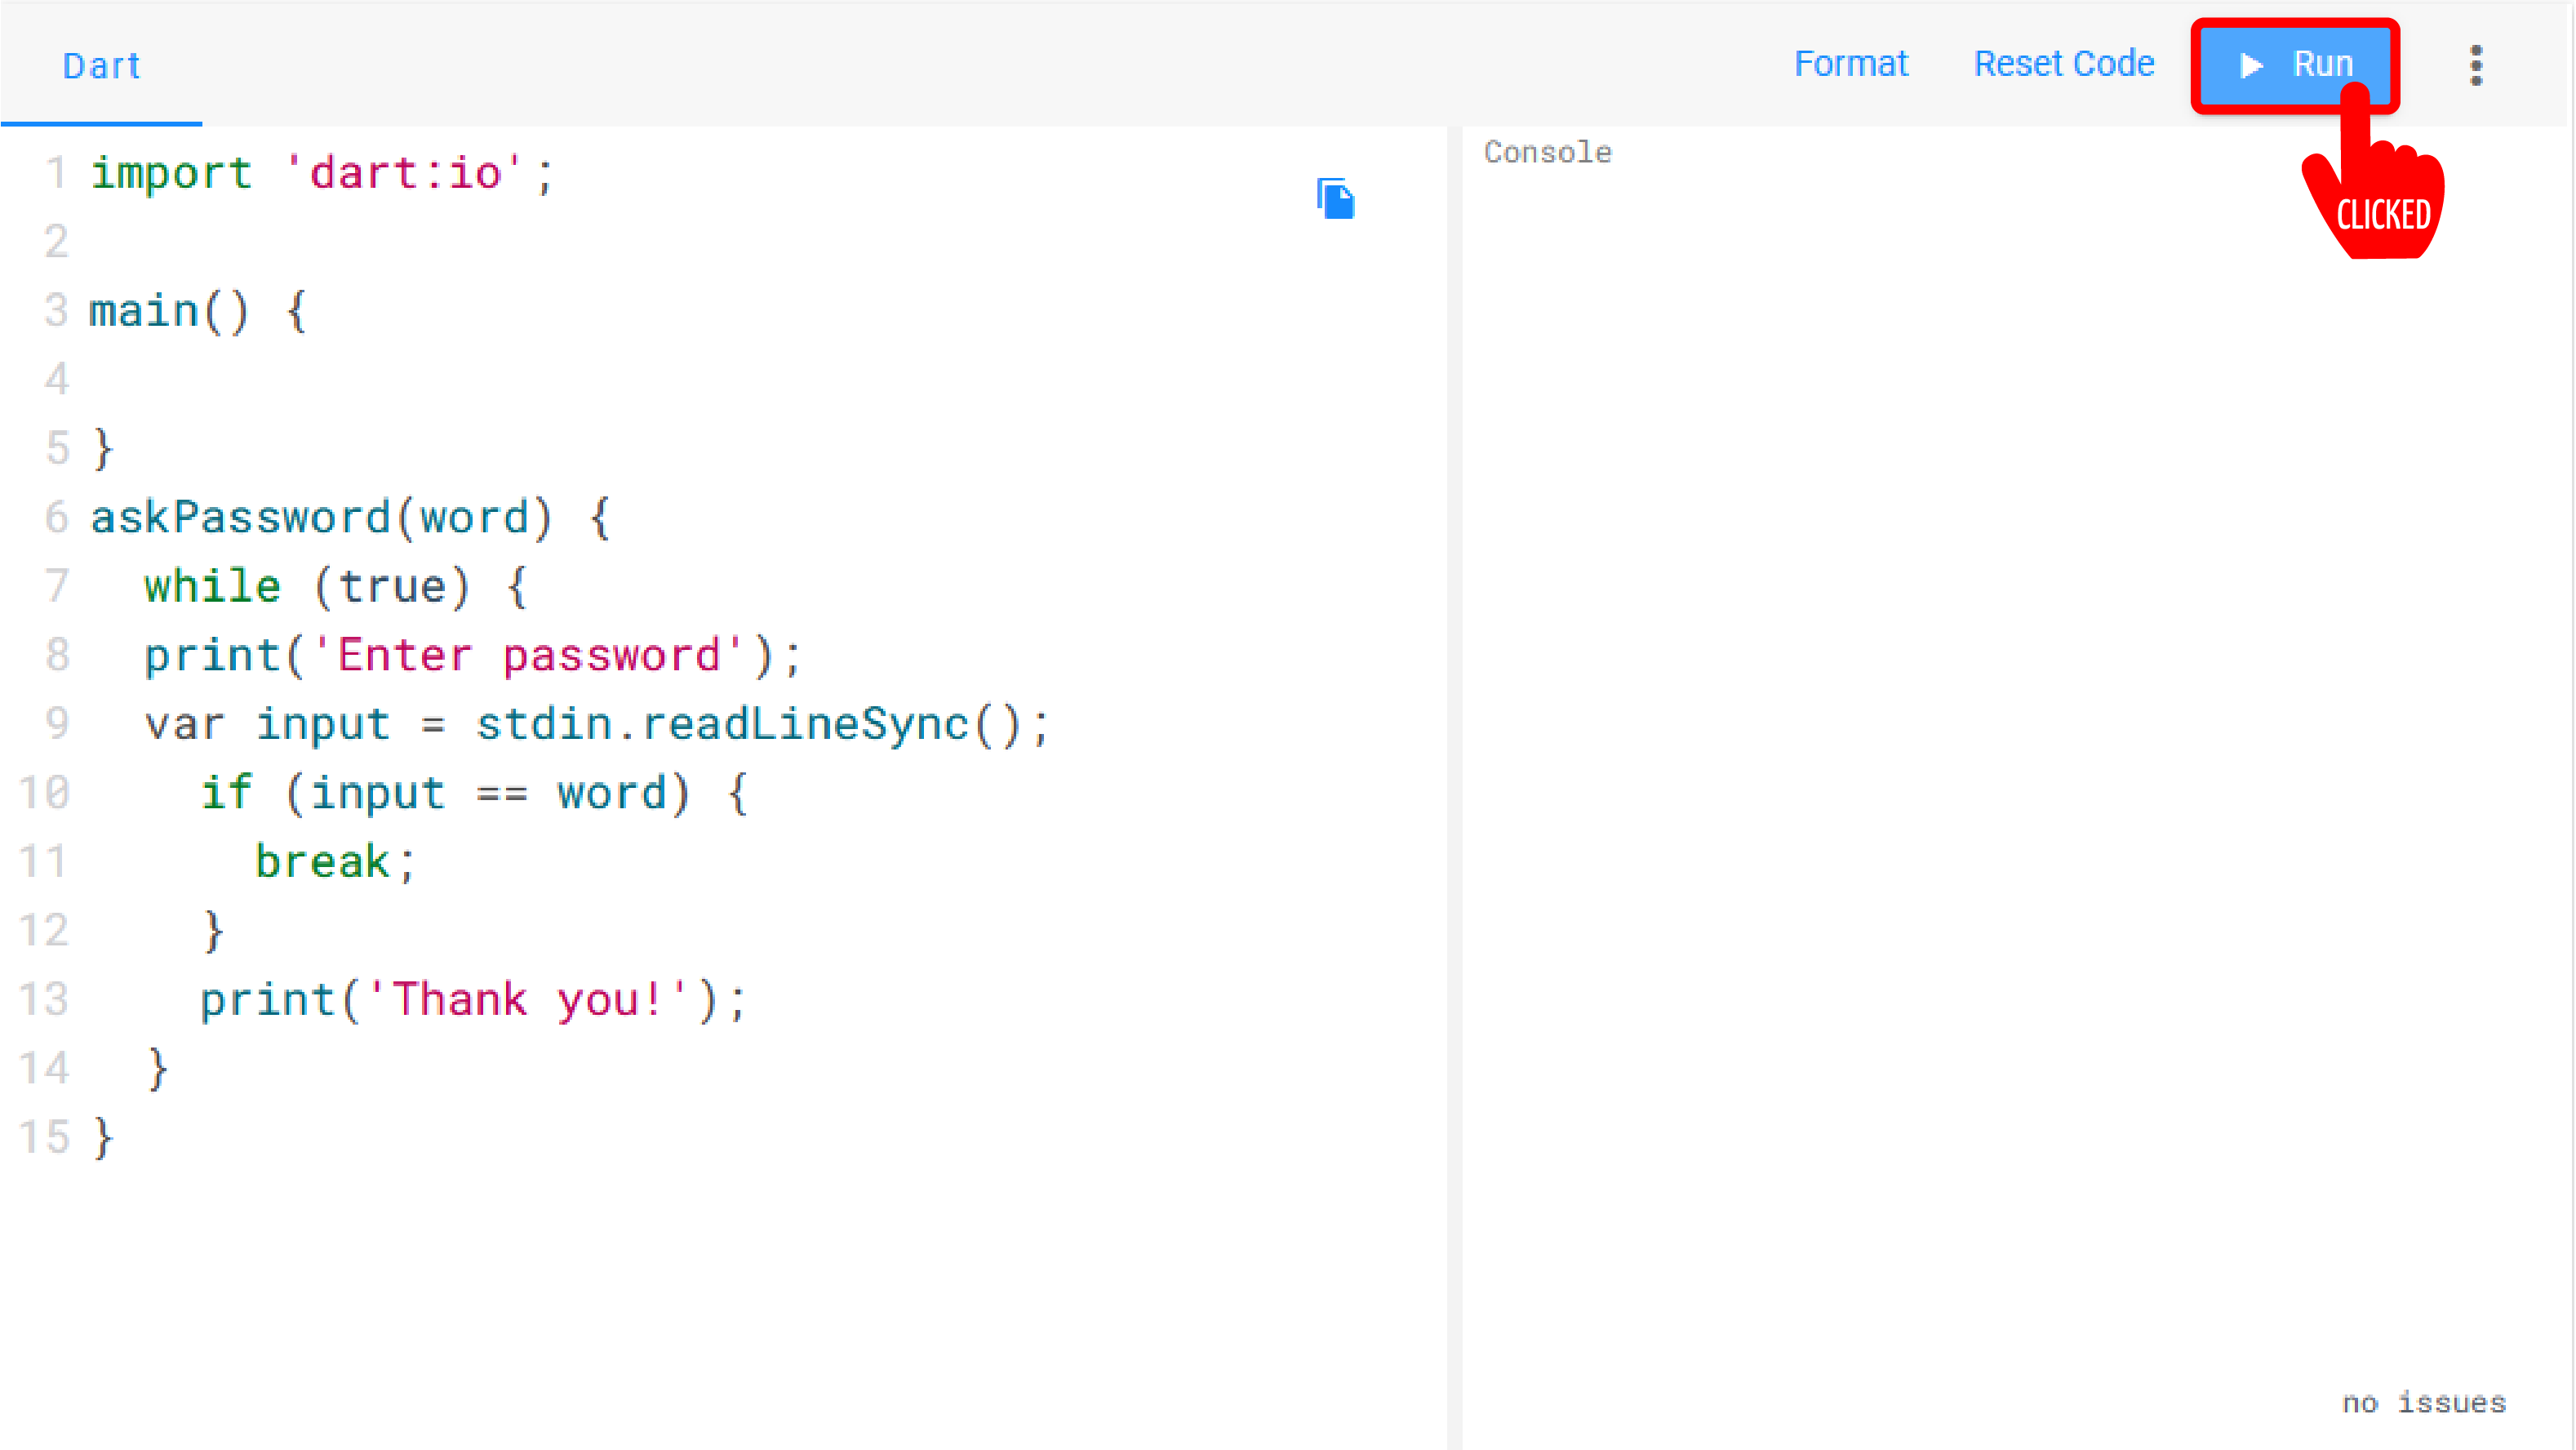 Dart
Format Reset Code Run
CLICKED
1 import 'dart:io';
2
3 main() {
4
5 }
6 askPassword(word) {
7   while (true) {
8   print('Enter password');
9   var input = stdin.readLineSync();
10     if (input == word) {
11       break;
12     }
13     print('Thank you!');
14   }
15 }
Console
no issues